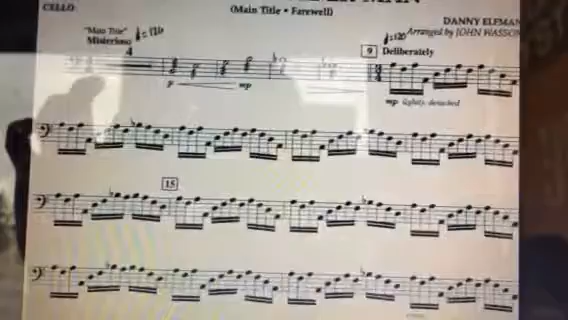 CELLO
(Main Title • Farewell)
DANNY ELFMAN
Arranged by JOHN WASSON
"Main Title"
Misterioso
4
9 Deliberately
=120
p
mp
mp lightly, detached
15